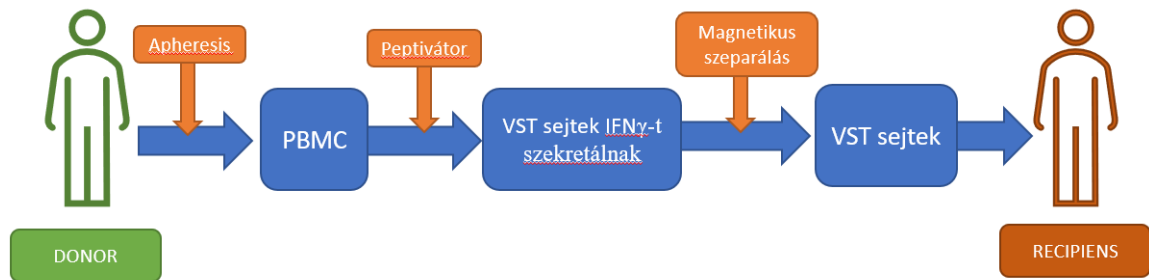 Apheresis
Peptivátor
Magnetikus
szeparálás
PBMC
VST sejtek IFNγ-t
szekretálnak
VST sejtek
DONOR
RECIPIENS